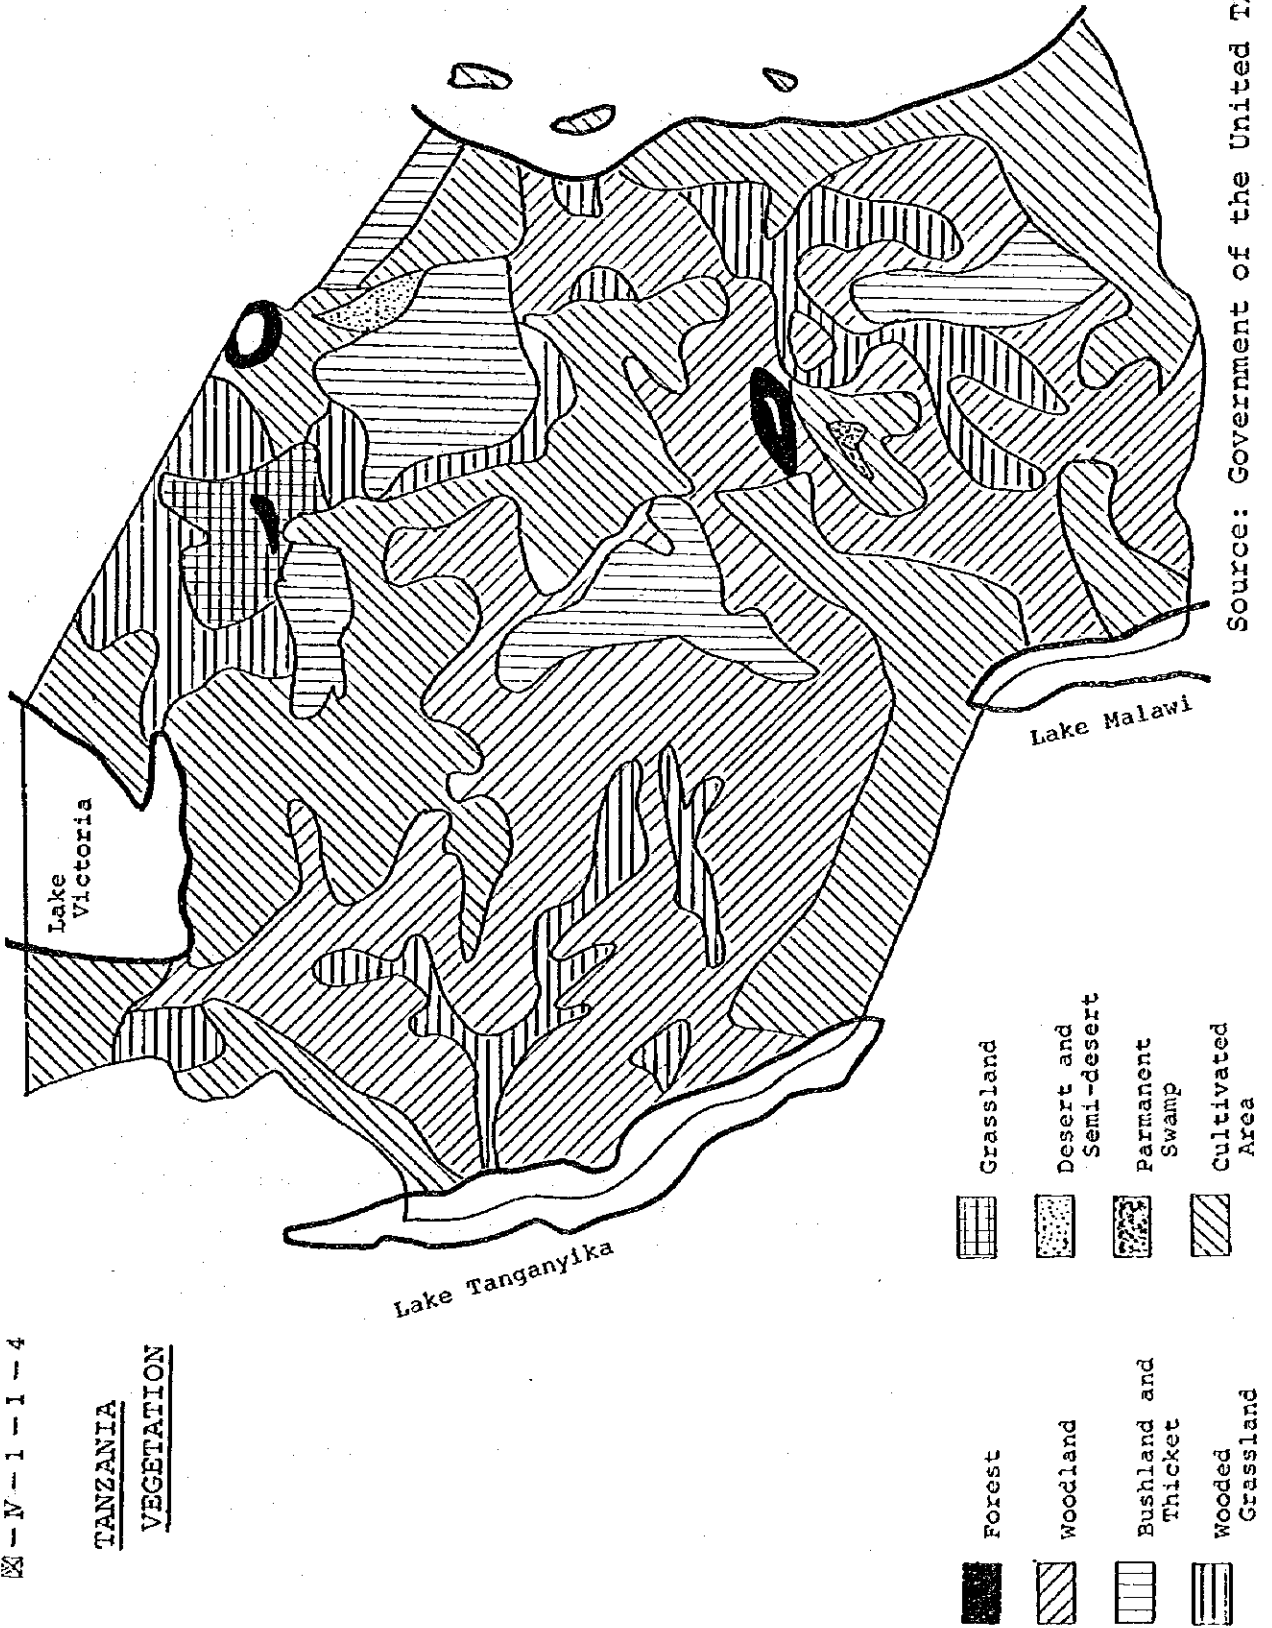 図-Ⅳ-1-1-4
TANZANIA
VEGETATION
Lake
Victoria
Lake Tanganyika
Lake Malawi
Forest
Woodland
Bushland and
Thicket
Wooded
Grassland
Grassland
Desert and
Semi-desert
Parmanent
Swamp
Cultivated
Area
Source: Government of the United